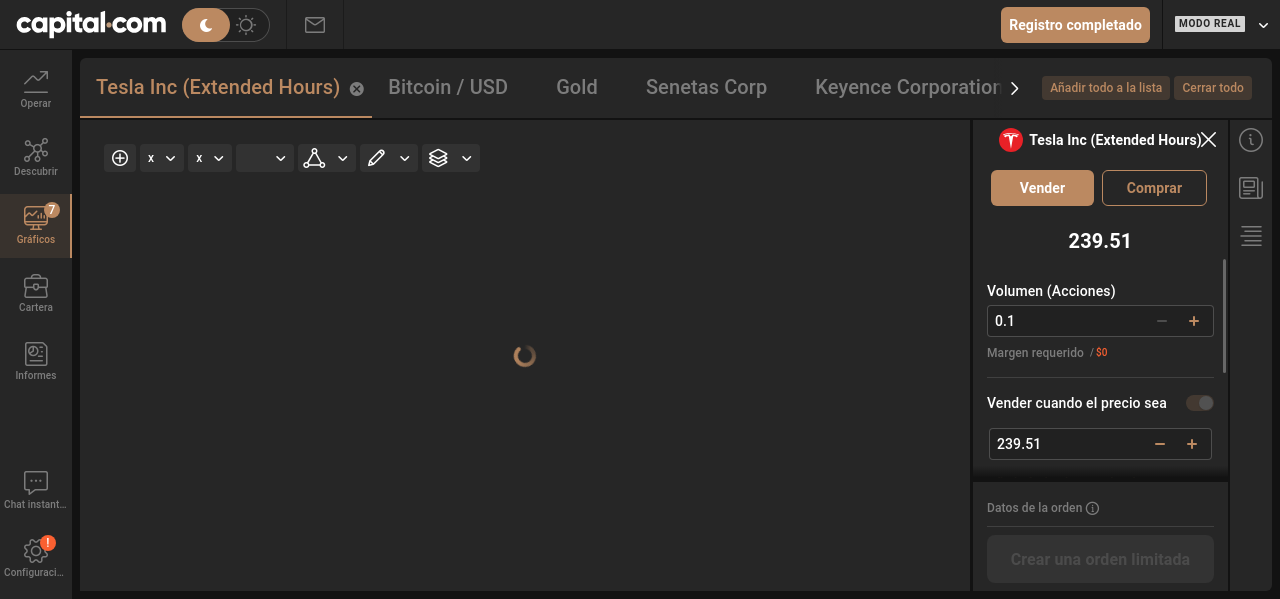 capital.com
Registro completado
MODO REAL
Operar
Descubrir
7
Gráficos
Cartera
Informes
Chat instant...
!
Configuraci...
Tesla Inc (Extended Hours)
Bitcoin / USD
Gold
Senetas Corp
Keyence Corporation
Añadir todo a la lista
Cerrar todo
x
x
Tesla Inc (Extended Hours)
Vender
Comprar
239.51
Volumen (Acciones)
0.1
Margen requerido / $0
Vender cuando el precio sea
239.51
Datos de la orden
Crear una orden limitada